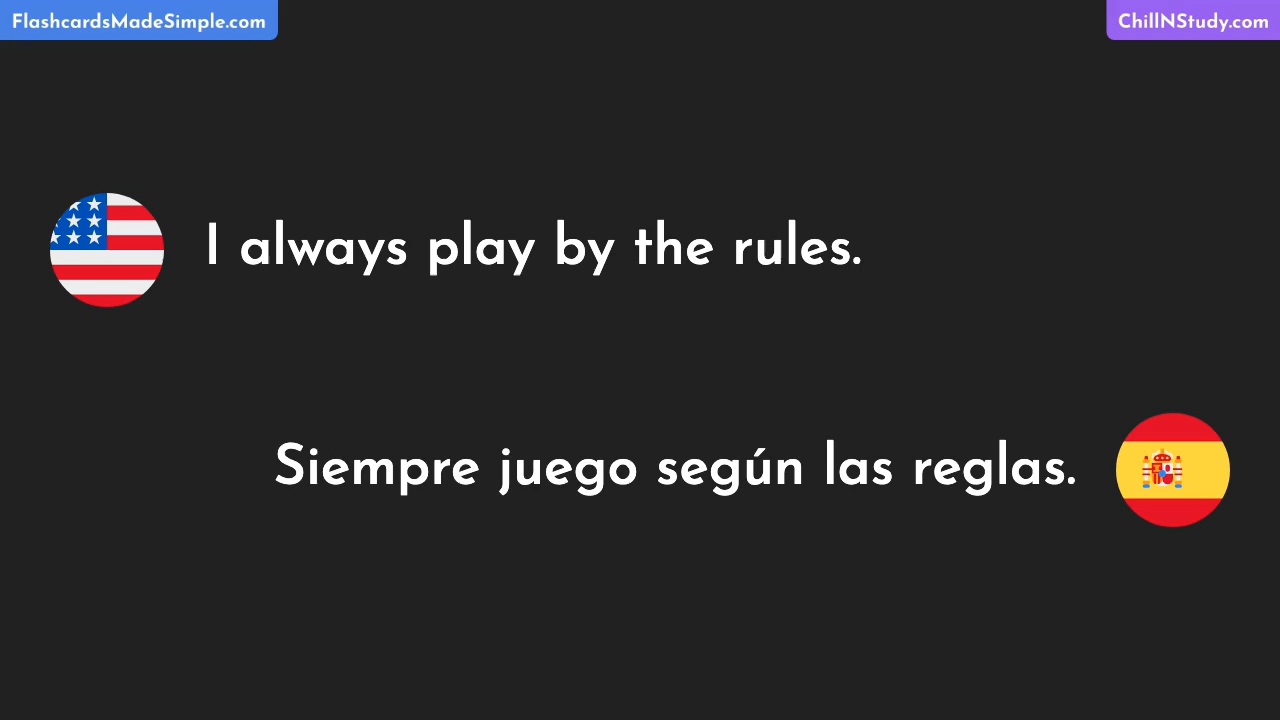 FlashcardsMadeSimple.com
ChillNStudy.com
I always play by the rules.
Siempre juego según las reglas.